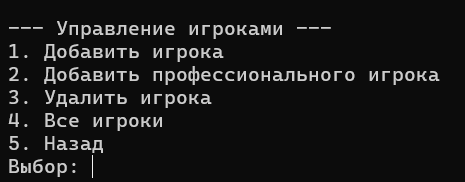 --- Управление игроками ---
1. Добавить игрока
2. Добавить профессионального игрока
3. Удалить игрока
4. Все игроки
5. Назад
Выбор: